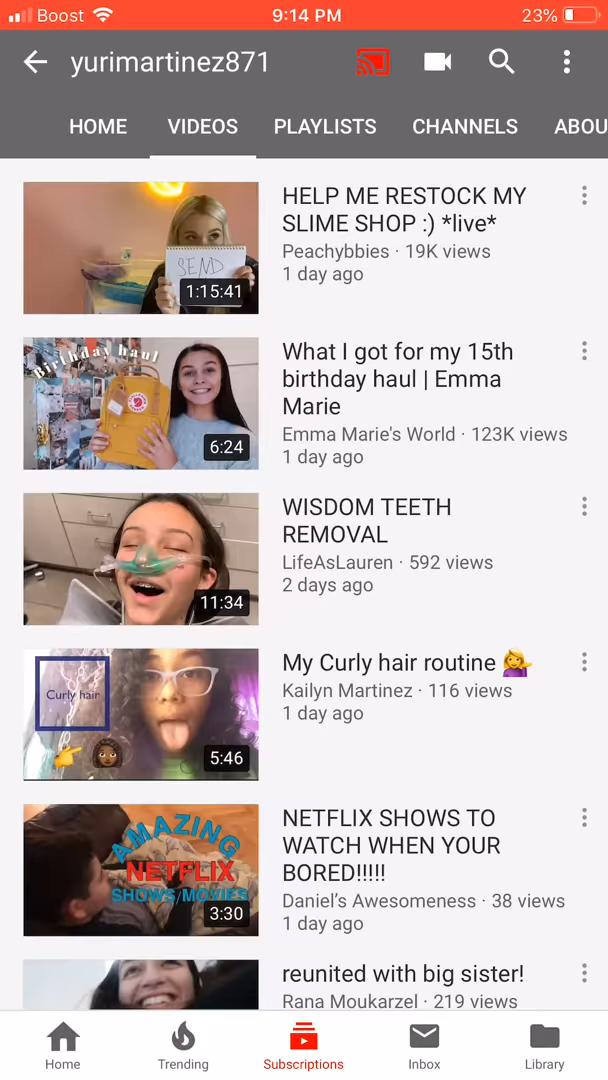 Boost
9:14 PM
23%
yurimartinez871
HOME VIDEOS PLAYLISTS CHANNELS ABOU
SEND
1:15:41
HELP ME RESTOCK MY
SLIME SHOP :) *live*
Peachybbies · 19K views
1 day ago
Birthday haul
6:24
What I got for my 15th
birthday haul | Emma
Marie
Emma Marie's World · 123K views
1 day ago
11:34
WISDOM TEETH
REMOVAL
LifeAsLauren · 592 views
2 days ago
Curly hair
5:46
My Curly hair routine 💁‍♀️
Kailyn Martinez · 116 views
1 day ago
AMAZING
NETFLIX
SHOWS/MOVIES
3:30
NETFLIX SHOWS TO
WATCH WHEN YOUR
BORED!!!!!
Daniel's Awesomeness · 38 views
1 day ago
reunited with big sister!
Rana Moukarzel · 219 views
Home Trending Subscriptions Inbox Library